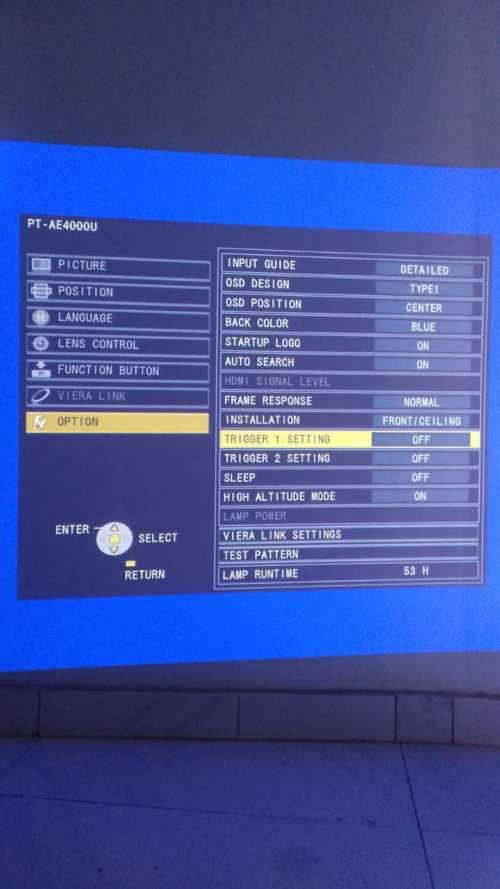 PT-AE4000U
PICTURE
POSITION
LANGUAGE
LENS CONTROL
FUNCTION BUTTON
VIERA LINK
OPTION
INPUT GUIDE DETAILED
OSD DESIGN TYPE1
OSD POSITION CENTER
BACK COLOR BLUE
STARTUP LOGO ON
AUTO SEARCH ON
HDMI SIGNAL LEVEL
FRAME RESPONSE NORMAL
INSTALLATION FRONT/CEILING
TRIGGER 1 SETTING OFF
TRIGGER 2 SETTING OFF
SLEEP OFF
HIGH ALTITUDE MODE ON
LAMP POWER
VIERA LINK SETTINGS
TEST PATTERN
LAMP RUNTIME 53 H
ENTER
SELECT
RETURN